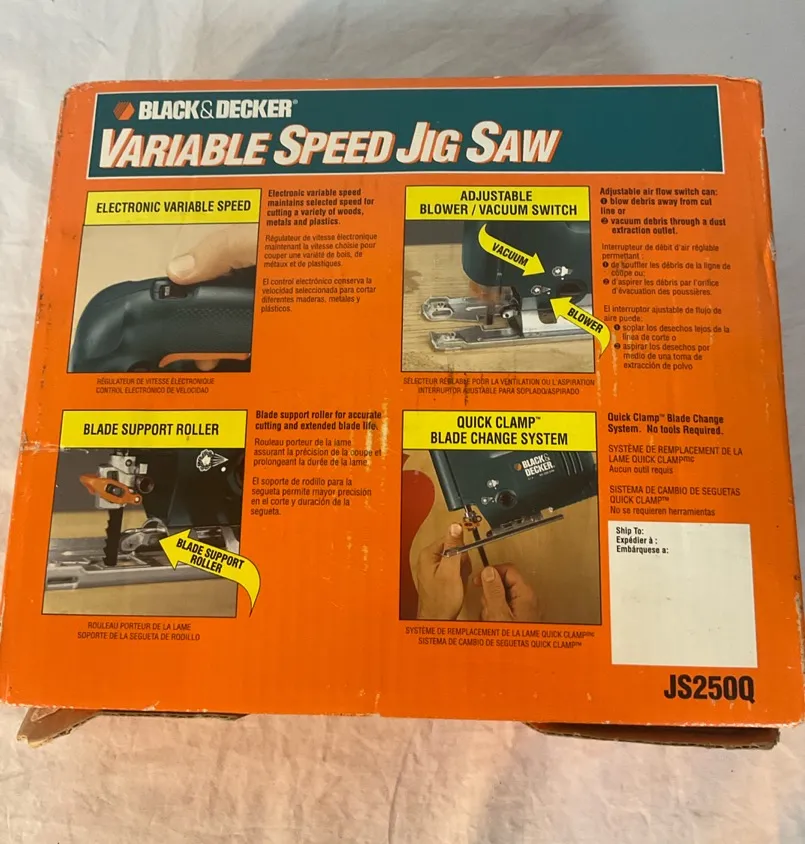 BLACK & DECKER®
VARIABLE SPEED JIG SAW
ELECTRONIC VARIABLE SPEED
Electronic variable speed
maintains selected speed for
cutting a variety of woods,
metals and plastics.
Régulateur de vitesse électronique
maintenant la vitesse choisie pour
couper une variété de bois, de
métaux et de plastiques.
El control electrónico conserva la
velocidad seleccionada para cortar
diferentes maderas, metales y
plásticos.
RÉGULATEUR DE VITESSE ÉLECTRONIQUE
CONTROL ELECTRÓNICO DE VELOCIDAD
ADJUSTABLE
BLOWER / VACUUM SWITCH
VACUUM
BLOWER
Adjustable air flow switch can:
❶ blow debris away from cut
line or
❷ vacuum debris through a dust
extraction outlet.
Interrupteur de débit d'air réglable
permettant :
❶ de souffler les débris de la ligne de
coupe ou;
❷ d'aspirer les débris par l'orifice
d'évacuation des poussières.
El interruptor ajustable de flujo de
aire puede:
❶ soplar los desechos lejos de la
línea de corte o
❷ aspirar los desechos por
medio de una toma de
extracción de polvo
SÉLECTEUR RÉGLABLE POUR LA VENTILATION OU L'ASPIRATION
INTERRUPTOR AJUSTABLE PARA SOPLADO/ASPIRADO
BLADE SUPPORT ROLLER
BLADE SUPPORT
ROLLER
Blade support roller for accurate
cutting and extended blade life.
Rouleau porteur de la lame
assurant la précision de la coupe et
prolongeant la durée de la lame
El soporte de rodillo para la
segueta permite mayor precisión
en el corte y duración de la
segueta.
ROULEAU PORTEUR DE LA LAME
SOPORTE DE LA SEGUETA DE RODILLO
QUICK CLAMP™
BLADE CHANGE SYSTEM
BLACK&
DECKER.
Quick Clamp™ Blade Change
System. No tools Required.
SYSTÈME DE REMPLACEMENT DE LA
LAME QUICK CLAMPᵐᶜ
Aucun outil requis
SISTEMA DE CAMBIO DE SEGUETAS
QUICK CLAMP™
No se requieren herramientas
SYSTÈME DE REMPLACEMENT DE LA LAME QUICK CLAMPᵐᶜ
SISTEMA DE CAMBIO DE SEGUETAS QUICK CLAMP™
Ship To:
Expédier à :
Embárquese a:
JS250Q